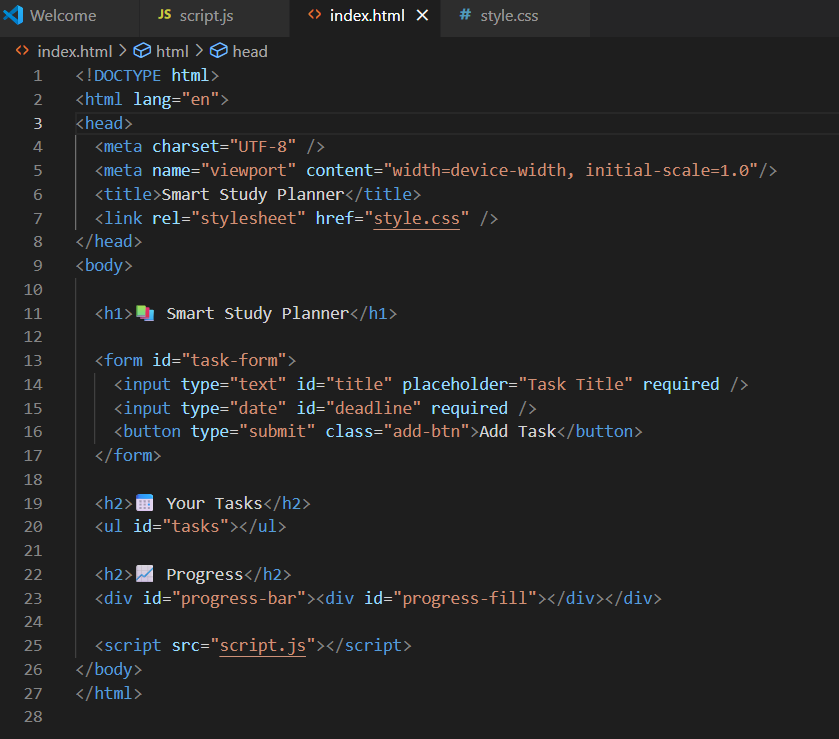 Welcome
JS script.js
<> index.html ×
# style.css
<> index.html > html > head
1 <!DOCTYPE html>
2 <html lang="en">
3 <head>
4 <meta charset="UTF-8" />
5 <meta name="viewport" content="width=device-width, initial-scale=1.0"/>
6 <title>Smart Study Planner</title>
7 <link rel="stylesheet" href="style.css" />
8 </head>
9 <body>
10
11 <h1>📚 Smart Study Planner</h1>
12
13 <form id="task-form">
14 <input type="text" id="title" placeholder="Task Title" required />
15 <input type="date" id="deadline" required />
16 <button type="submit" class="add-btn">Add Task</button>
17 </form>
18
19 <h2>📅 Your Tasks</h2>
20 <ul id="tasks"></ul>
21
22 <h2>📈 Progress</h2>
23 <div id="progress-bar"><div id="progress-fill"></div></div>
24
25 <script src="script.js"></script>
26 </body>
27 </html>
28